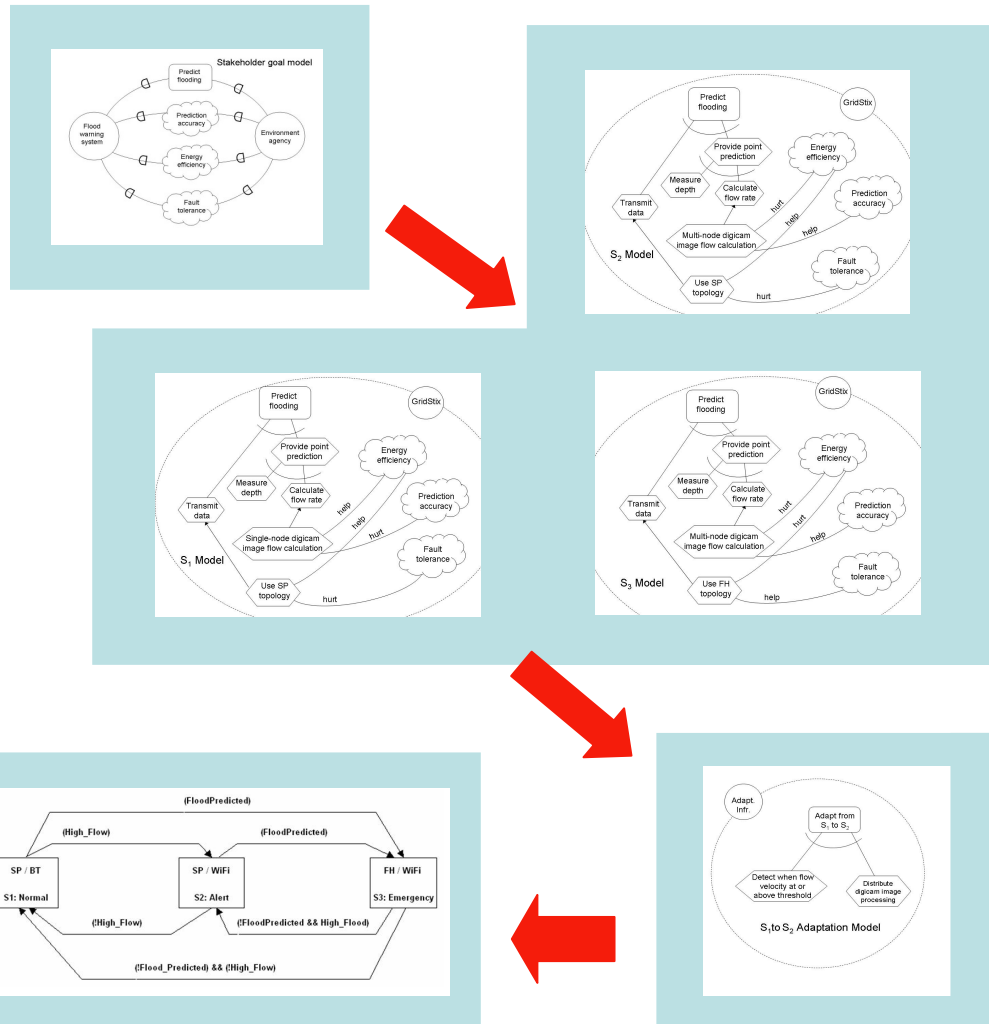 Stakeholder goal model
Predict
flooding
Flood
warning
system
Prediction
accuracy
Environment
agency
Energy
efficiency
Fault
tolerance
Predict
flooding
GridStix
Provide point
prediction
Energy
efficiency
Measure
depth
Calculate
flow rate
Prediction
accuracy
Transmit
data
hurt
help
help
Multi-node digicam
image flow calculation
S2 Model
Fault
tolerance
Use SP
topology
hurt
Predict
flooding
GridStix
Provide point
prediction
Energy
efficiency
Measure
depth
Calculate
flow rate
Prediction
accuracy
Transmit
data
help
help
hurt
Single-node digicam
image flow calculation
S1 Model
Fault
tolerance
Use SP
topology
hurt
Predict
flooding
GridStix
Provide point
prediction
Energy
efficiency
Measure
depth
Calculate
flow rate
Prediction
accuracy
Transmit
data
hurt
hurt
help
Multi-node digicam
image flow calculation
S3 Model
Fault
tolerance
Use FH
topology
help
(FloodPredicted)
(High_Flow)
(FloodPredicted)
SP / BT
S1: Normal
SP / WiFi
S2: Alert
FH / WiFi
S3: Emergency
(!High_Flow)
(!FloodPredicted && High_Flood)
(!Flood_Predicted) && (!High_Flow)
Adapt.
Infr.
Adapt from
S1 to S2
Detect when flow
velocity at or
above threshold
Distribute
digicam image
processing
S1to S2 Adaptation Model